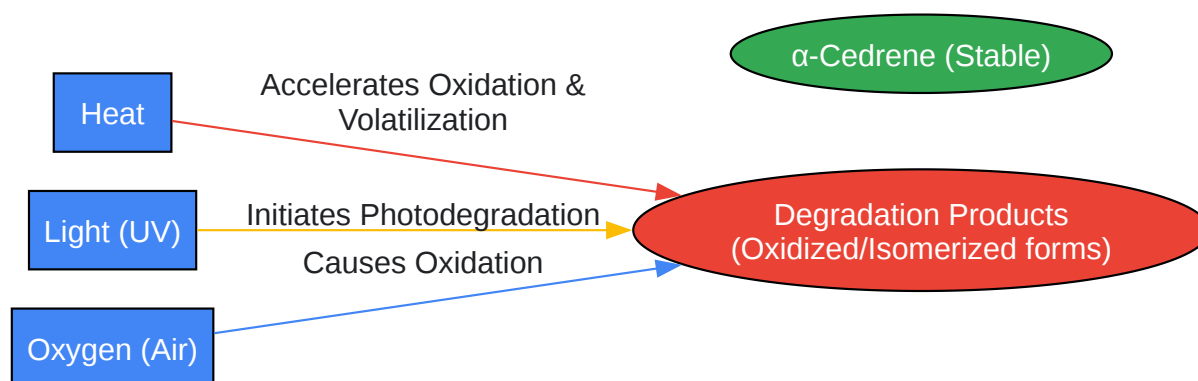 α-Cedrene (Stable)
Heat
Accelerates Oxidation &
Volatilization
Light (UV)
Initiates Photodegradation
Degradation Products
(Oxidized/Isomerized forms)
Causes Oxidation
Oxygen (Air)